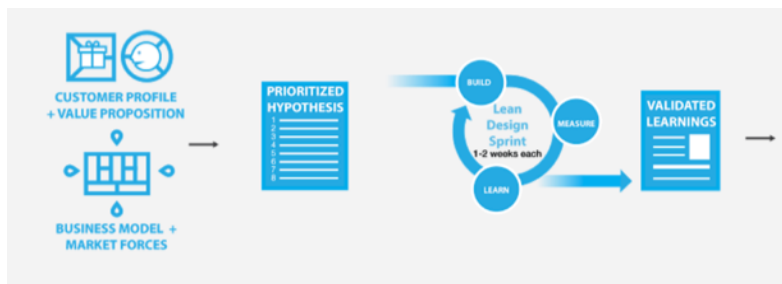 CUSTOMER PROFILE
+ VALUE PROPOSITION
BUSINESS MODEL +
MARKET FORCES
PRIORITIZED
HYPOTHESIS
1
2
3
4
5
6
7
8
BUILD
MEASURE
LEARN
Lean
Design
Sprint
1-2 weeks each
VALIDATED
LEARNINGS